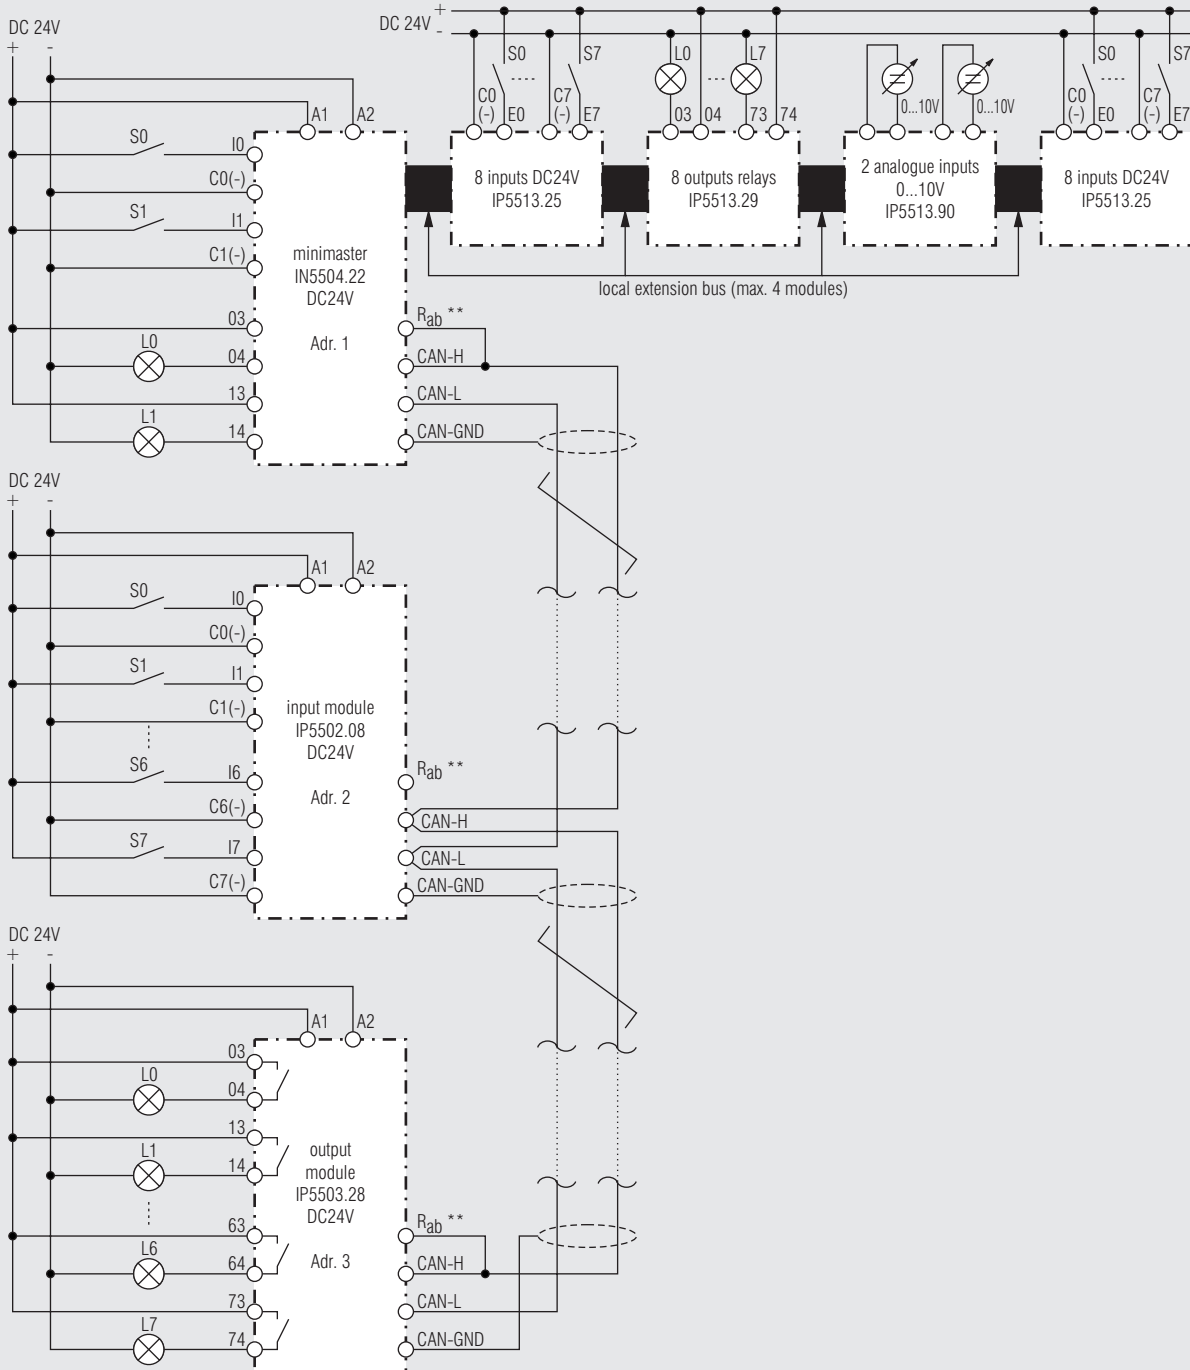 DC 24V
+ -
DC 24V
+
-
A1 A2
S0 I0
C0(-)
S1 I1
C1(-)
03
L0 04
13
L1 14
minimaster
IN5504.22
DC24V
Adr. 1
Rab **
CAN-H
CAN-L
CAN-GND
S0 S7
C0 (-) E0 C7 (-) E7
8 inputs DC24V
IP5513.25
L0 L7
03 04 73 74
8 outputs relays
IP5513.29
0...10V 0...10V
2 analogue inputs
0...10V
IP5513.90
S0 S7
C0 (-) E0 C7 (-) E7
8 inputs DC24V
IP5513.25
local extension bus (max. 4 modules)
DC 24V
+ -
A1 A2
S0 I0
C0(-)
S1 I1
C1(-)
S6 I6
C6(-)
S7 I7
C7(-)
input module
IP5502.08
DC24V
Adr. 2
Rab **
CAN-H
CAN-L
CAN-GND
DC 24V
+ -
A1 A2
03
L0 04
13
L1 14
63
L6 64
73
L7 74
output
module
IP5503.28
DC24V
Adr. 3
Rab **
CAN-H
CAN-L
CAN-GND